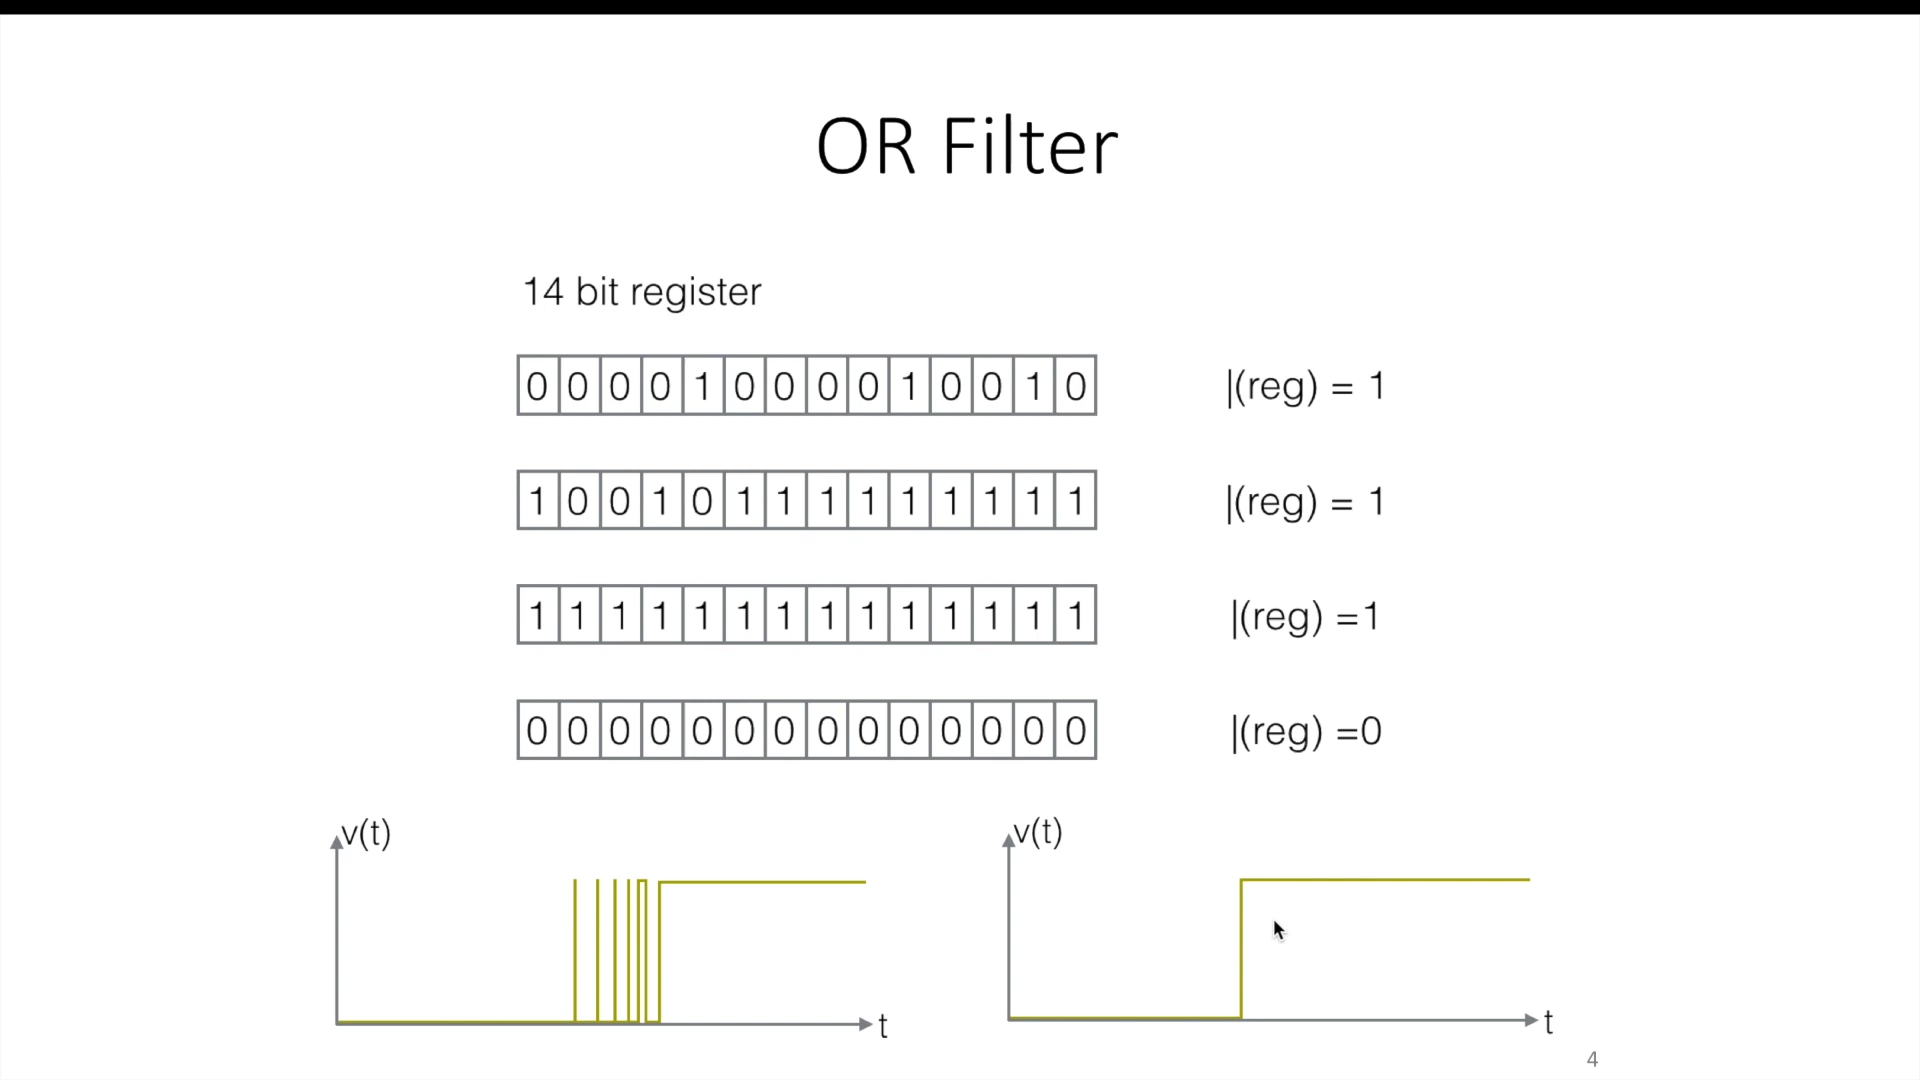 OR Filter
14 bit register
0 0 0 0 1 0 0 0 0 1 0 0 1 0 |(reg) = 1
1 0 0 1 0 1 1 1 1 1 1 1 1 1 |(reg) = 1
1 1 1 1 1 1 1 1 1 1 1 1 1 1 |(reg) =1
0 0 0 0 0 0 0 0 0 0 0 0 0 0 |(reg) =0
v(t) v(t)
t t
4